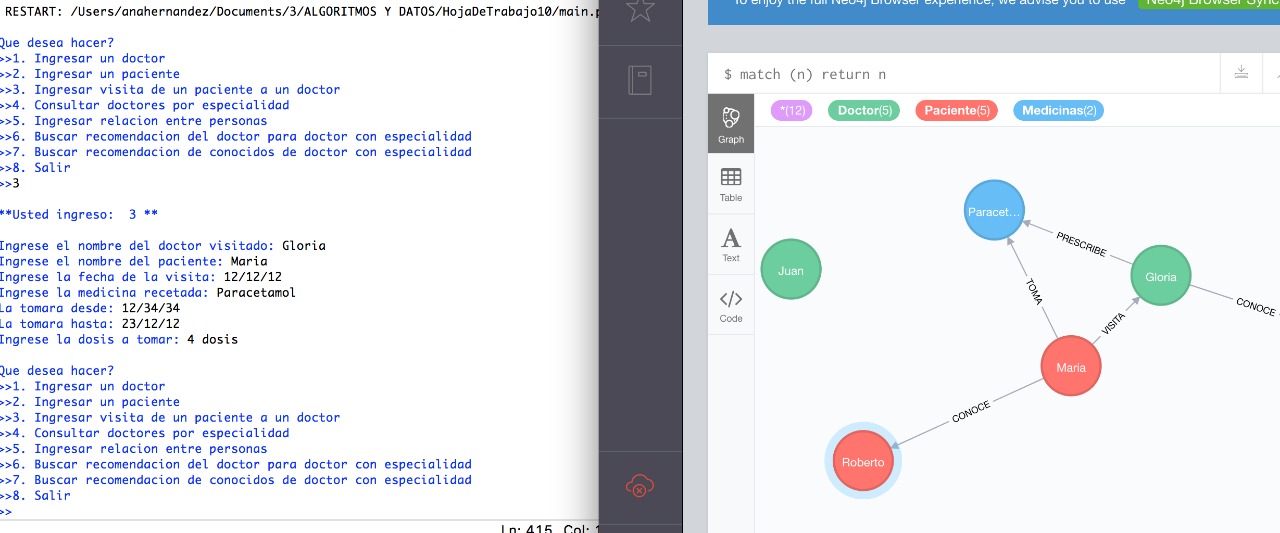 RESTART: /Users/anahernandez/Documents/3/ALGORITMOS Y DATOS/HojaDeTrabajo10/main.p
Que desea hacer?
>>1. Ingresar un doctor
>>2. Ingresar un paciente
>>3. Ingresar visita de un paciente a un doctor
>>4. Consultar doctores por especialidad
>>5. Ingresar relacion entre personas
>>6. Buscar recomendacion del doctor para doctor con especialidad
>>7. Buscar recomendacion de conocidos de doctor con especialidad
>>8. Salir
>>3
**Usted ingreso:  3 **
Ingrese el nombre del doctor visitado: Gloria
Ingrese el nombre del paciente: Maria
Ingrese la fecha de la visita: 12/12/12
Ingrese la medicina recetada: Paracetamol
La tomara desde: 12/34/34
La tomara hasta: 23/12/12
Ingrese la dosis a tomar: 4 dosis
Que desea hacer?
>>1. Ingresar un doctor
>>2. Ingresar un paciente
>>3. Ingresar visita de un paciente a un doctor
>>4. Consultar doctores por especialidad
>>5. Ingresar relacion entre personas
>>6. Buscar recomendacion del doctor para doctor con especialidad
>>7. Buscar recomendacion de conocidos de doctor con especialidad
>>8. Salir
>>
Ln: 415 Col:
To enjoy the full Neo4j Browser experience, we advise you to use Neo4j Browser Sync
$ match (n) return n
*(12) Doctor(5) Paciente(5) Medicinas(2)
Graph
Table
Text
Code
Paracet...
PRESCRIBE
Juan
Gloria
TOMA
CONOCE
VISITA
Maria
CONOCE
Roberto